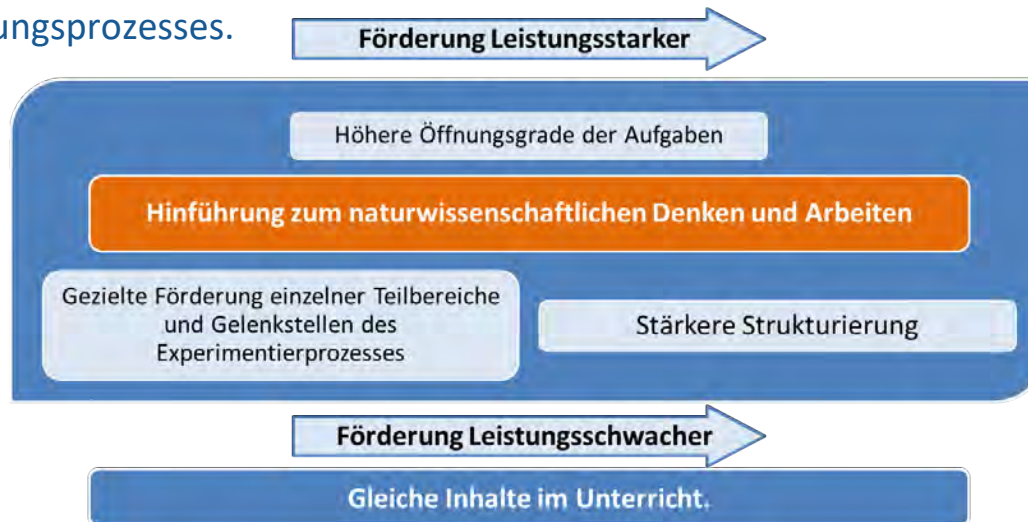 ungsprozesses.
Förderung Leistungsstarker
Höhere Öffnungsgrade der Aufgaben
Hinführung zum naturwissenschaftlichen Denken und Arbeiten
Gezielte Förderung einzelner Teilbereiche
und Gelenkstellen des
Experimentierprozesses
Stärkere Strukturierung
Förderung Leistungsschwacher
Gleiche Inhalte im Unterricht.